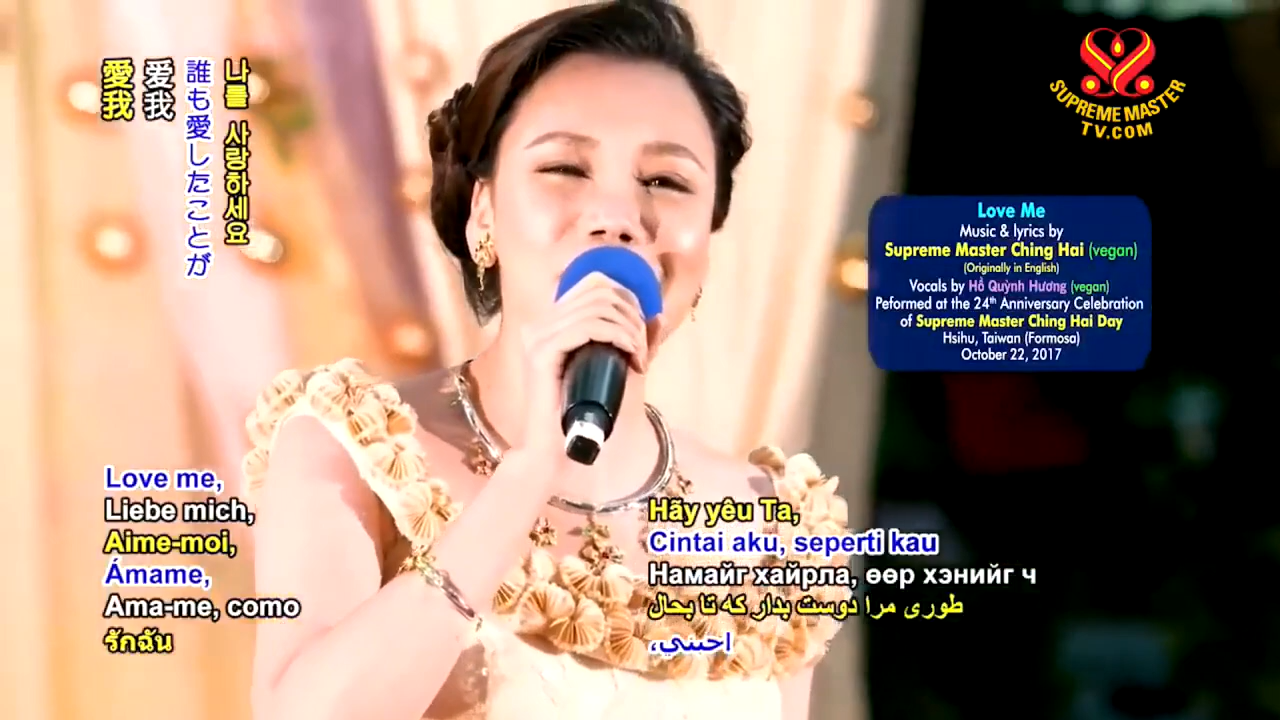 愛我
爱我
誰も愛したことが
나를 사랑하세요
SUPREME MASTER
TV.COM
Love Me
Music & lyrics by
Supreme Master Ching Hai (vegan)
(Originally in English)
Vocals by Hồ Quỳnh Hương (vegan)
Peformed at the 24th Anniversary Celebration
of Supreme Master Ching Hai Day
Hsihu, Taiwan (Formosa)
October 22, 2017
Love me,
Liebe mich,
Aime-moi,
Ámame,
Ama-me, como
รักฉัน
Hãy yêu Ta,
Cintai aku, seperti kau
Намайг хайрла, өөр хэнийг ч
طوری مرا دوست بدار که تا بحال
احببني،